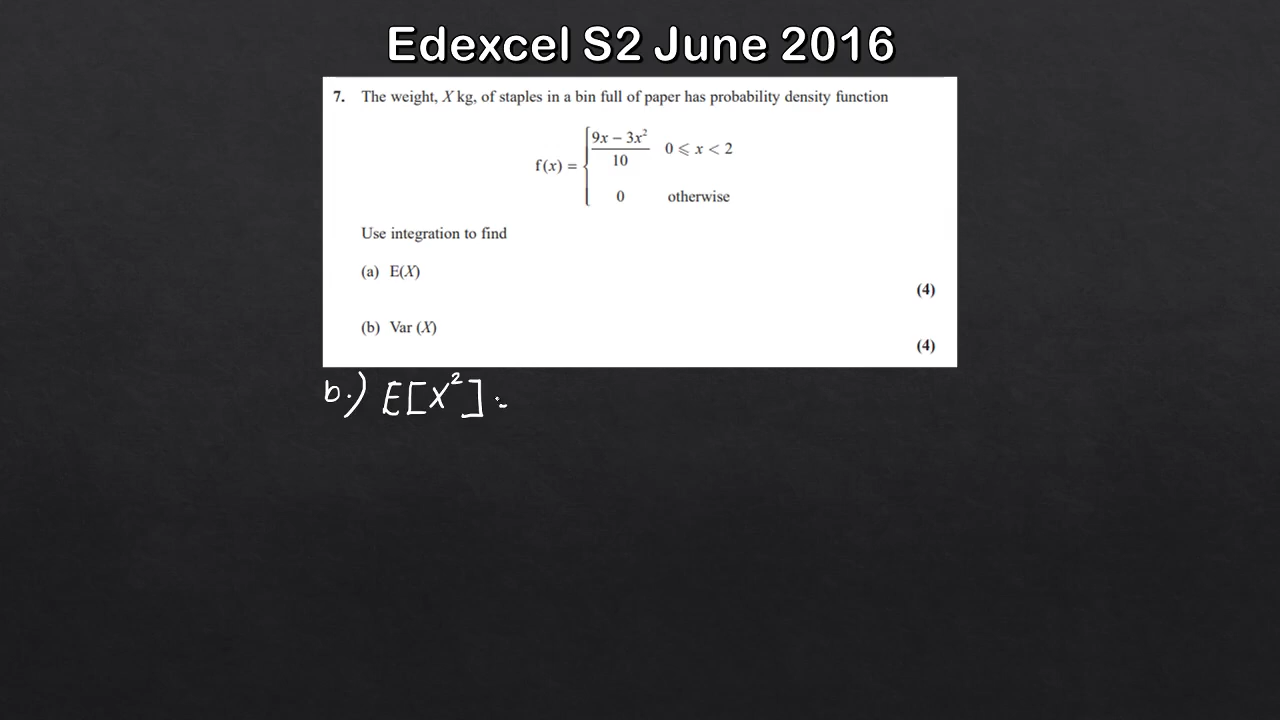 Edexcel S2 June 2016
7. The weight, X kg, of staples in a bin full of paper has probability density function
f(x) = { (9x − 3x²)/10 0 ⩽ x < 2
0 otherwise
Use integration to find
(a) E(X)
(4)
(b) Var (X)
(4)
b.) E[X²] =